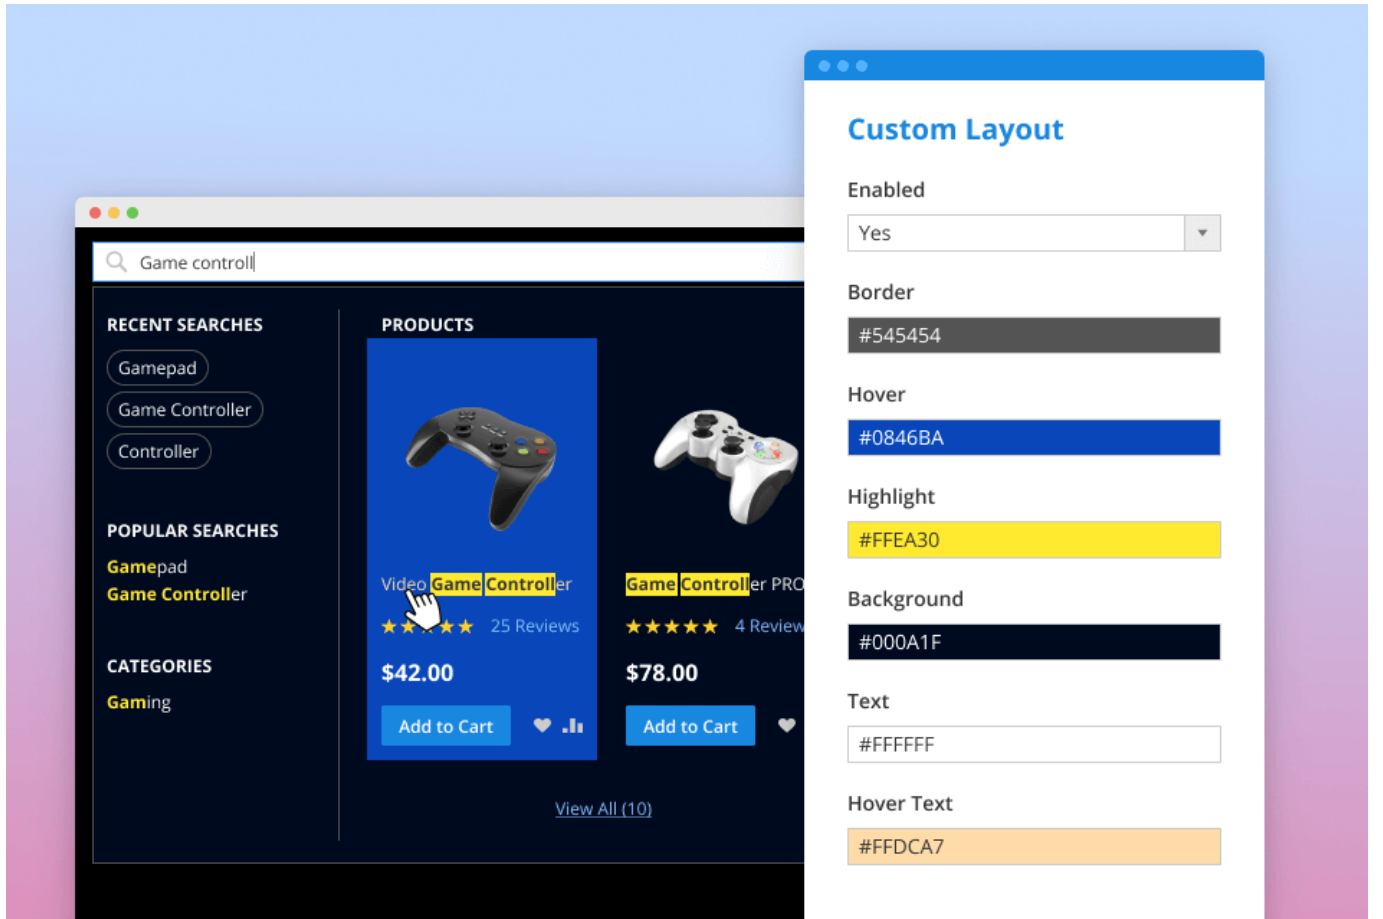 Game controll
RECENT SEARCHES
Gamepad
Game Controller
Controller
POPULAR SEARCHES
Gamepad
Game Controller
CATEGORIES
Gaming
PRODUCTS
Video Game Controller
25 Reviews
$42.00
Add to Cart
Game Controller PRO
4 Review
$78.00
Add to Cart
View All (10)
Custom Layout
Enabled
Yes
Border
#545454
Hover
#0846BA
Highlight
#FFEA30
Background
#000A1F
Text
#FFFFFF
Hover Text
#FFDCA7